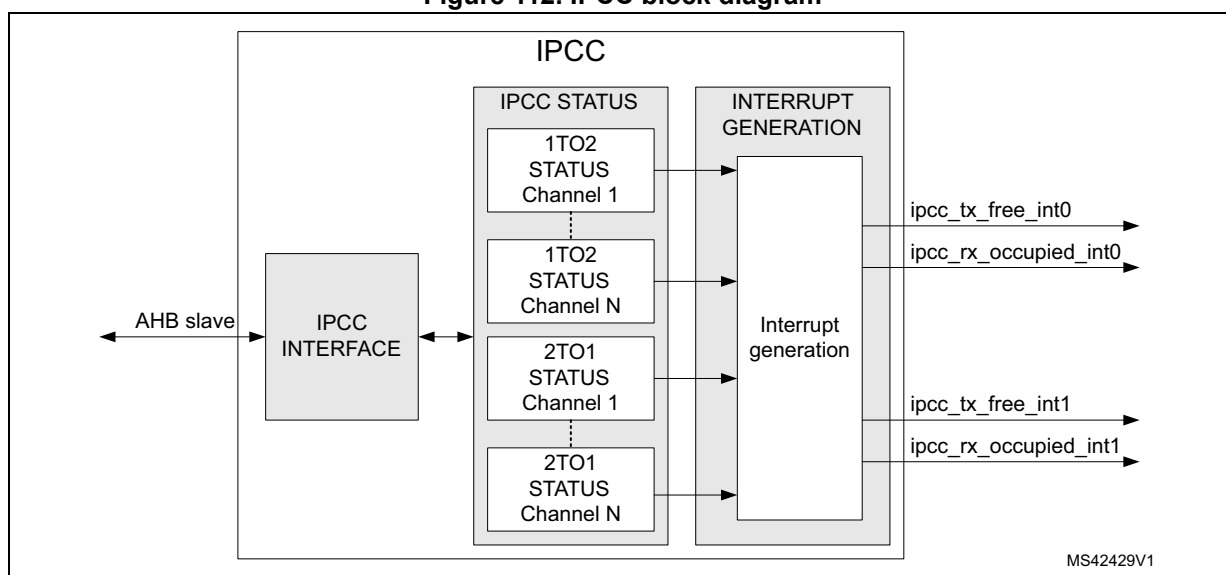 IPCC
IPCC STATUS
INTERRUPT
GENERATION
1TO2
STATUS
Channel 1
1TO2
STATUS
Channel N
2TO1
STATUS
Channel 1
2TO1
STATUS
Channel N
AHB slave
IPCC
INTERFACE
Interrupt
generation
ipcc_tx_free_int0
ipcc_rx_occupied_int0
ipcc_tx_free_int1
ipcc_rx_occupied_int1
MS42429V1